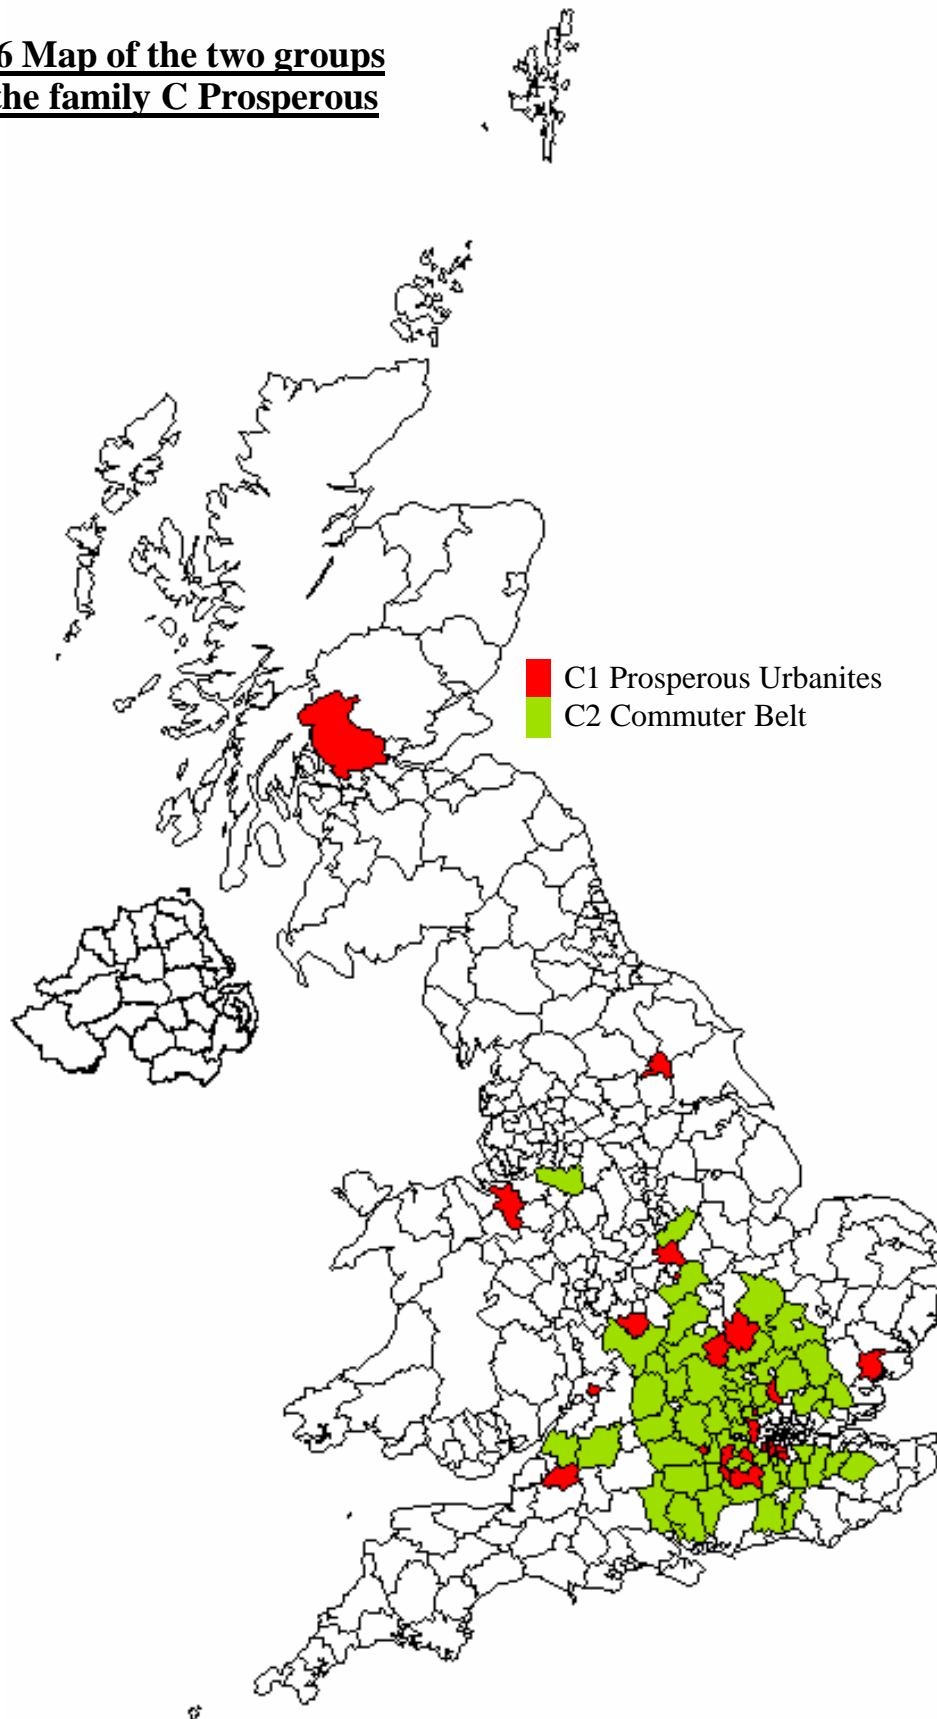 6 Map of the two groups
the family C Prosperous
C1 Prosperous Urbanites
C2 Commuter Belt